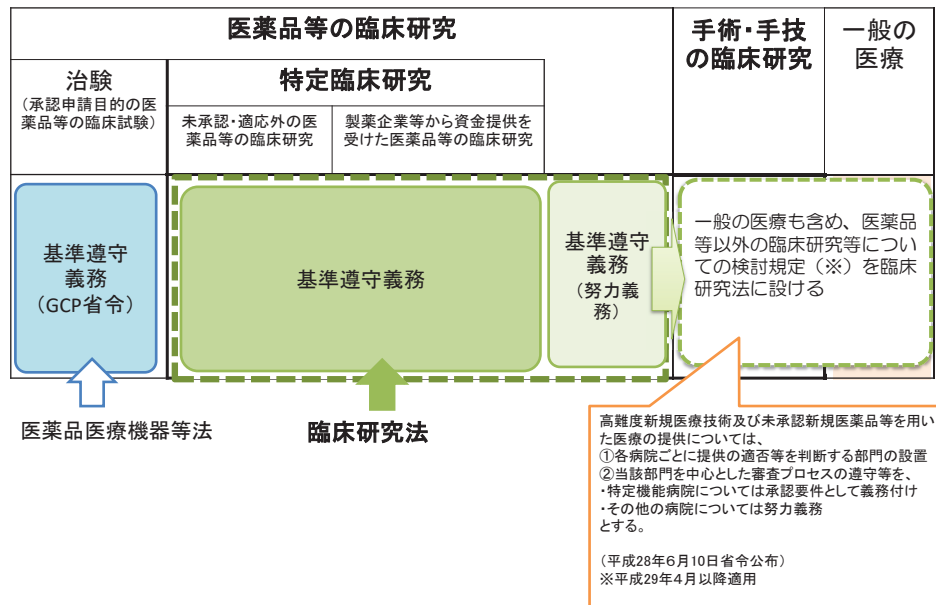 医薬品等の臨床研究
手術・手技
の臨床研究
一般の
医療
治験
(承認申請目的の医
薬品等の臨床試験)
特定臨床研究
未承認・適応外の医
薬品等の臨床研究
製薬企業等から資金提供を
受けた医薬品等の臨床研究
基準遵守
義務
(GCP省令)
基準遵守義務
基準遵守
義務
(努力義
務)
一般の医療も含め、医薬品
等以外の臨床研究等につい
ての検討規定(※)を臨床
研究法に設ける
医薬品医療機器等法
臨床研究法
高難度新規医療技術及び未承認新規医薬品等を用い
た医療の提供については、
①各病院ごとに提供の適否等を判断する部門の設置
②当該部門を中心とした審査プロセスの遵守等を、
・特定機能病院については承認要件として義務付け
・その他の病院については努力義務
とする。
(平成28年6月10日省令公布)
※平成29年4月以降適用